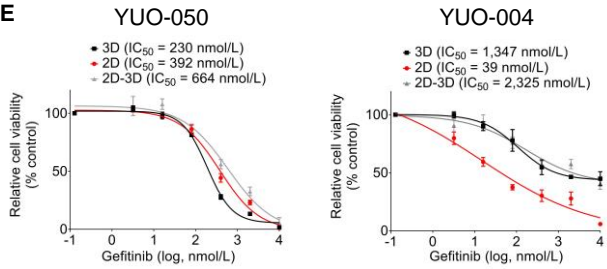 E
YUO-050
3D (IC50 = 230 nmol/L)
2D (IC50 = 392 nmol/L)
2D-3D (IC50 = 664 nmol/L)
Relative cell viability
(% control)
100
50
0
-1 0 1 2 3 4
Gefitinib (log, nmol/L)
YUO-004
3D (IC50 = 1,347 nmol/L)
2D (IC50 = 39 nmol/L)
2D-3D (IC50 = 2,325 nmol/L)
Relative cell viability
(% control)
100
50
0
-1 0 1 2 3 4
Gefitinib (log, nmol/L)